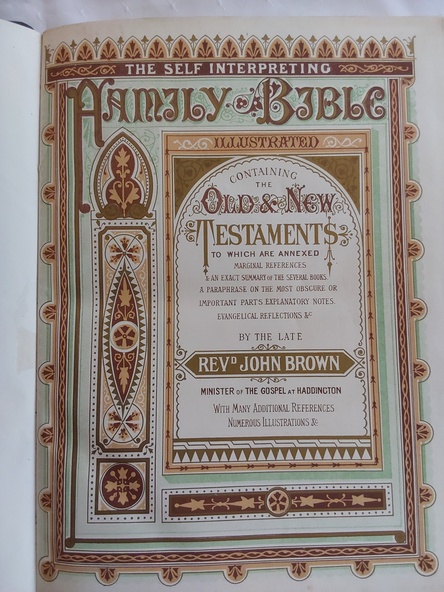 THE SELF INTERPRETING
FAMILY BIBLE
ILLUSTRATED
CONTAINING
THE
OLD & NEW
TESTAMENTS
TO WHICH ARE ANNEXED
MARGINAL REFERENCES
& AN EXACT SUMMARY OF THE SEVERAL BOOKS.
A PARAPHRASE ON THE MOST OBSCURE OR
IMPORTANT PARTS EXPLANATORY NOTES.
EVANGELICAL REFLECTIONS &c
BY THE LATE
REVD JOHN BROWN
MINISTER OF THE GOSPEL AT HADDINGTON
WITH MANY ADDITIONAL REFERENCES
NUMEROUS ILLUSTRATIONS &c.